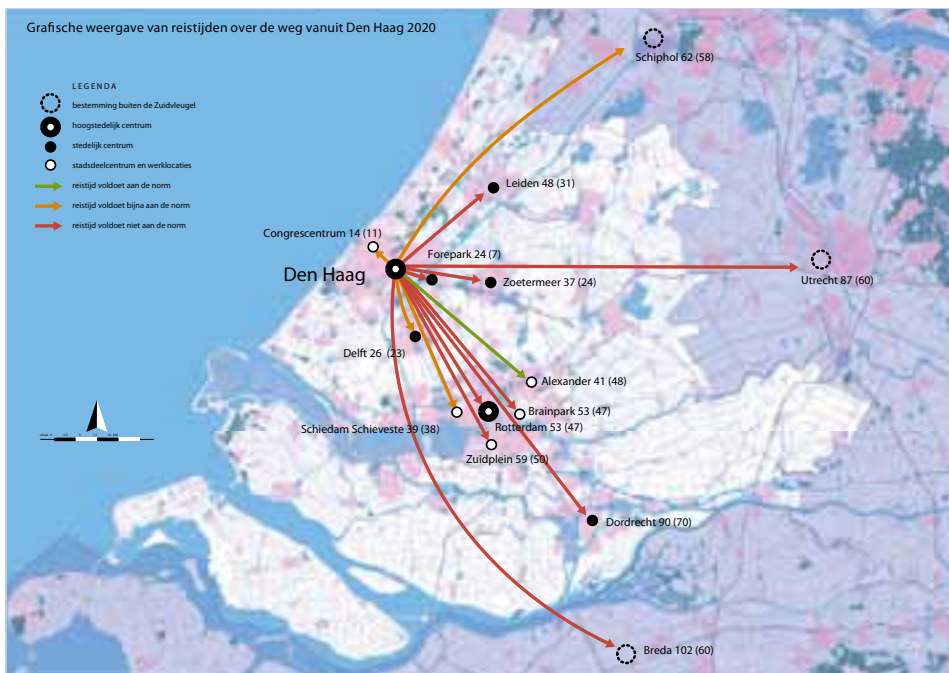 Grafische weergave van reistijden over de weg vanuit Den Haag 2020
LEGENDA
bestemming buiten de Zuidvleugel
hoogstedelijk centrum
stedelijk centrum
stadsdeelcentrum en werklocaties
reistijd voldoet aan de norm
reistijd voldoet bijna aan de norm
reistijd voldoet niet aan de norm
Schiphol 62 (58)
Leiden 48 (31)
Congrescentrum 14 (11)
Forepark 24 (7)
Den Haag
Utrecht 87 (60)
Zoetermeer 37 (24)
Delft 26 (23)
Alexander 41 (48)
Brainpark 53 (47)
Schiedam Schieveste 39 (38)
Rotterdam 53 (47)
Zuidplein 59 (50)
Dordrecht 90 (70)
Breda 102 (60)